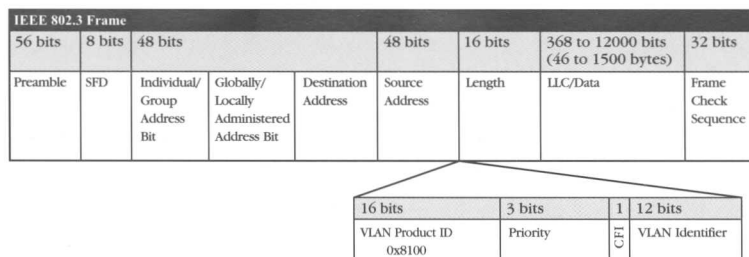 IEEE 802.3 Frame
56 bits 8 bits 48 bits 48 bits 16 bits 368 to 12000 bits 32 bits
(46 to 1500 bytes)
Preamble SFD Individual/ Globally/ Destination Source Length LLC/Data Frame
Group Locally Address Address Check
Address Administered Sequence
Bit Address Bit
16 bits 3 bits 1 12 bits
VLAN Product ID Priority CFI VLAN Identifier
0x8100